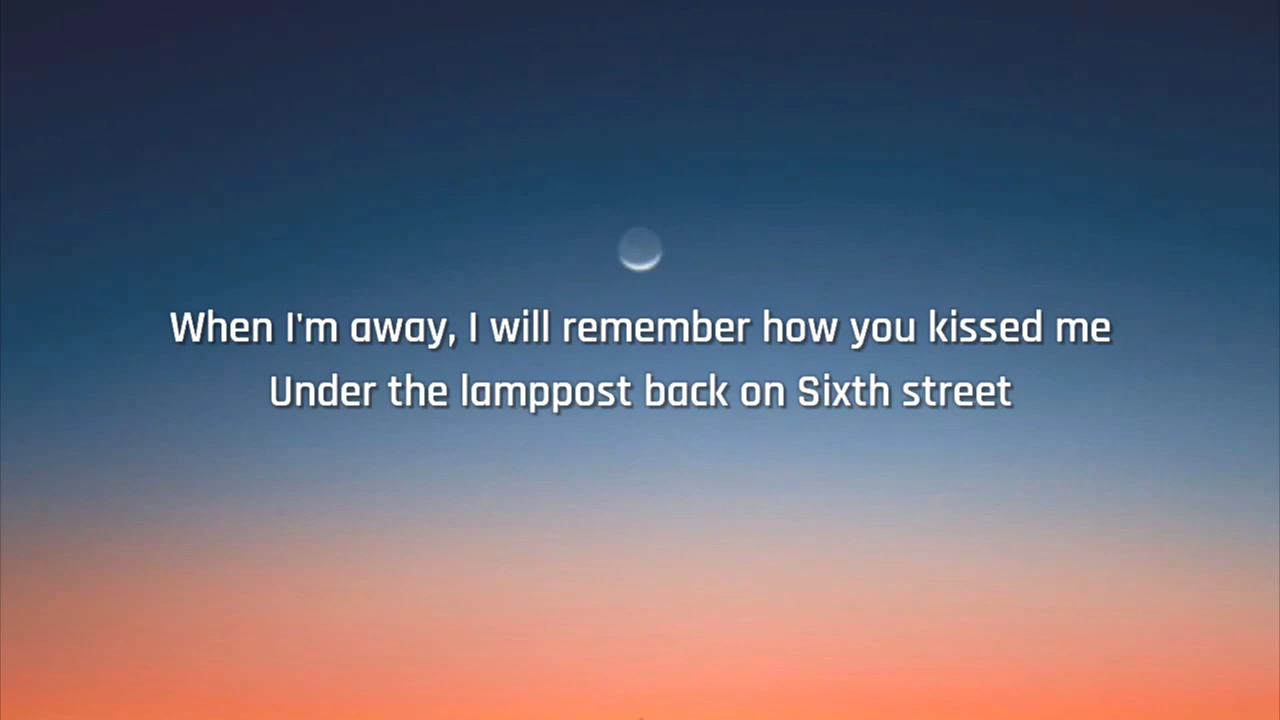 When I'm away, I will remember how you kissed me
Under the lamppost back on Sixth street